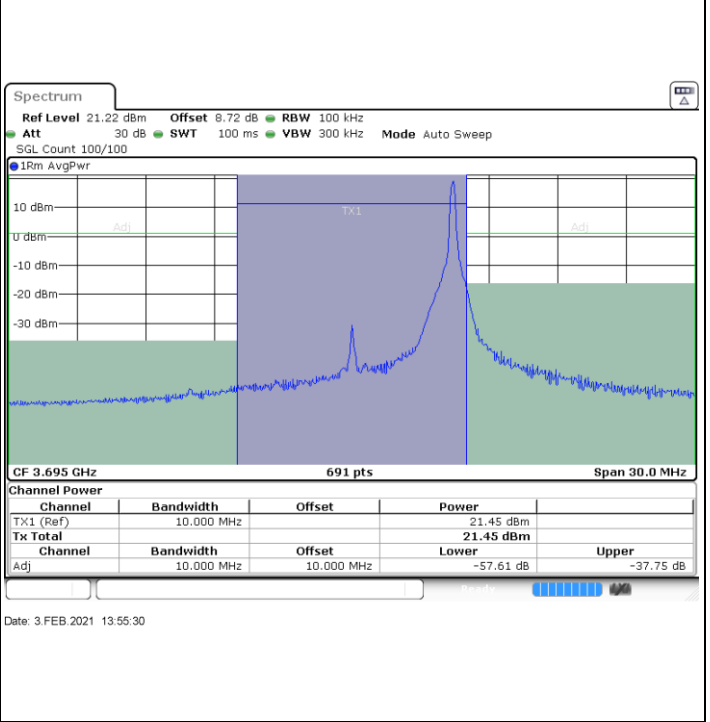 Spectrum
Ref Level 21.22 dBm Offset 8.72 dB RBW 100 kHz
Att 30 dB SWT 100 ms VBW 300 kHz Mode Auto Sweep
SGL Count 100/100
1Rm AvgPwr
10 dBm
TX1
Adj Adj
0 dBm
-10 dBm
-20 dBm
-30 dBm
CF 3.695 GHz 691 pts Span 30.0 MHz
Channel Power
Channel Bandwidth Offset Power
TX1 (Ref) 10.000 MHz 21.45 dBm
Tx Total 21.45 dBm
Channel Bandwidth Offset Lower Upper
Adj 10.000 MHz 10.000 MHz -57.61 dB -37.75 dB
Ready
Date: 3.FEB.2021 13:55:30